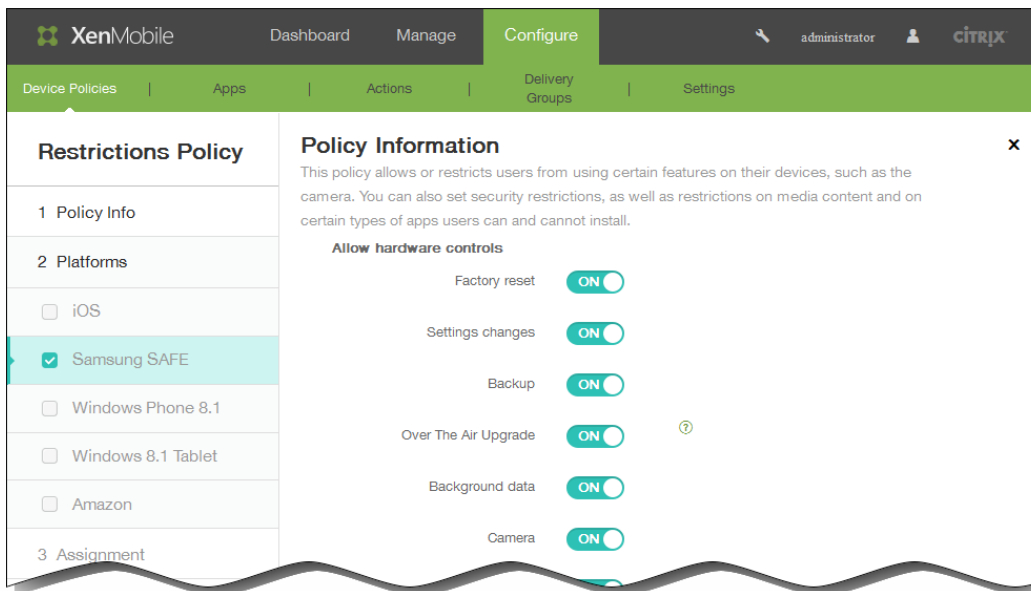 XenMobile Dashboard Manage Configure administrator CİTRIX
Device Policies | Apps | Actions | Delivery Groups | Settings
Restrictions Policy
1 Policy Info
2 Platforms
iOS
Samsung SAFE
Windows Phone 8.1
Windows 8.1 Tablet
Amazon
3 Assignment
Policy Information
x
This policy allows or restricts users from using certain features on their devices, such as the
camera. You can also set security restrictions, as well as restrictions on media content and on
certain types of apps users can and cannot install.
Allow hardware controls
Factory reset ON
Settings changes ON
Backup ON
Over The Air Upgrade ON ?
Background data ON
Camera ON